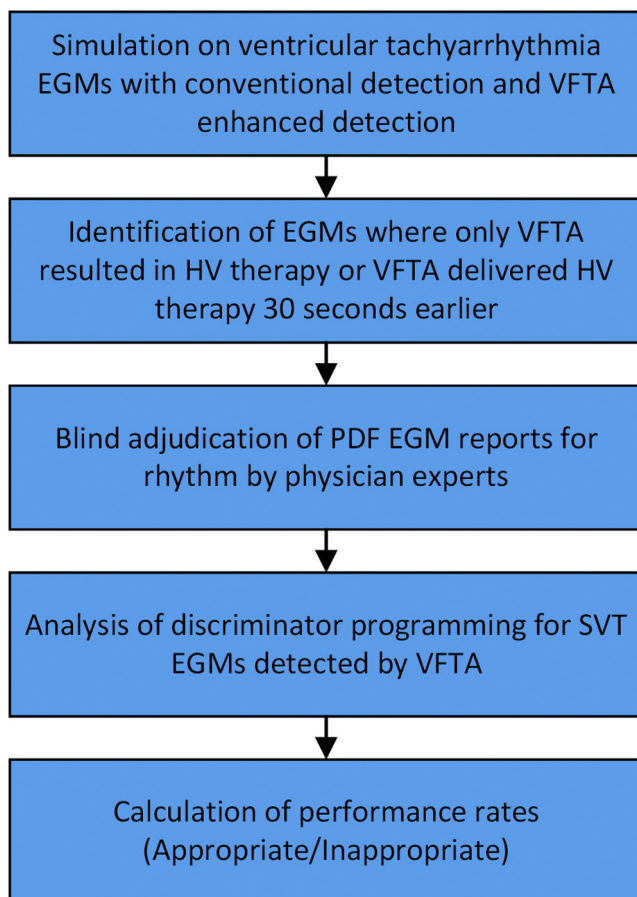 Simulation on ventricular tachyarrhythmia
EGMs with conventional detection and VFTA
enhanced detection
Identification of EGMs where only VFTA
resulted in HV therapy or VFTA delivered HV
therapy 30 seconds earlier
Blind adjudication of PDF EGM reports for
rhythm by physician experts
Analysis of discriminator programming for SVT
EGMs detected by VFTA
Calculation of performance rates
(Appropriate/Inappropriate)